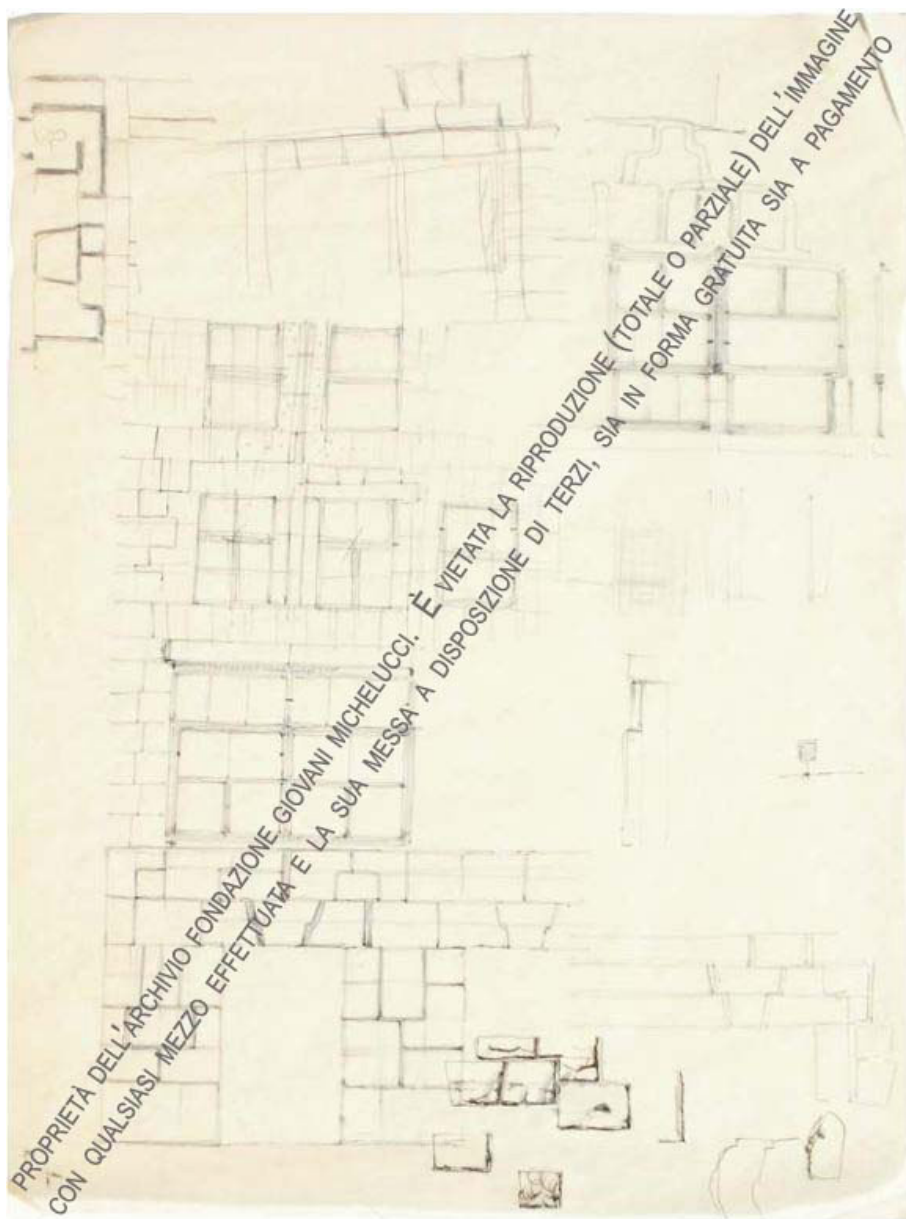 PROPRIETÀ DELL'ARCHIVIO FONDAZIONE GIOVANI MICHELUCCI. È VIETATA LA RIPRODUZIONE (TOTALE O PARZIALE) DELL'IMMAGINE
CON QUALSIASI MEZZO EFFETTUATA E LA SUA MESSA A DISPOSIZIONE DI TERZI, SIA IN FORMA GRATUITA SIA A PAGAMENTO